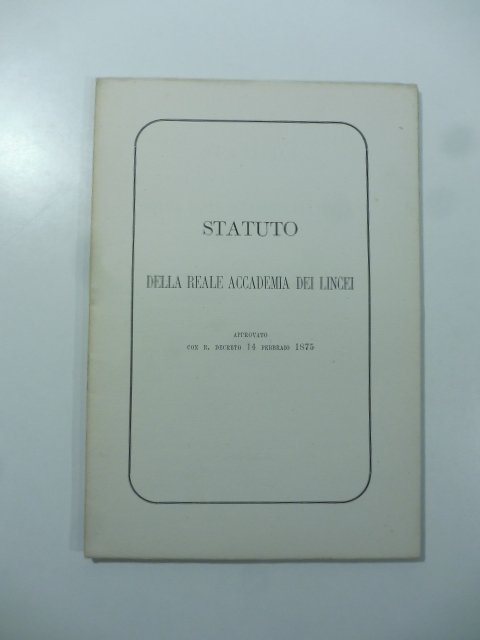 STATUTO
DELLA REALE ACCADEMIA DEI LINCEI
APPROVATO
CON R. DECRETO 14 FEBBRAIO 1875